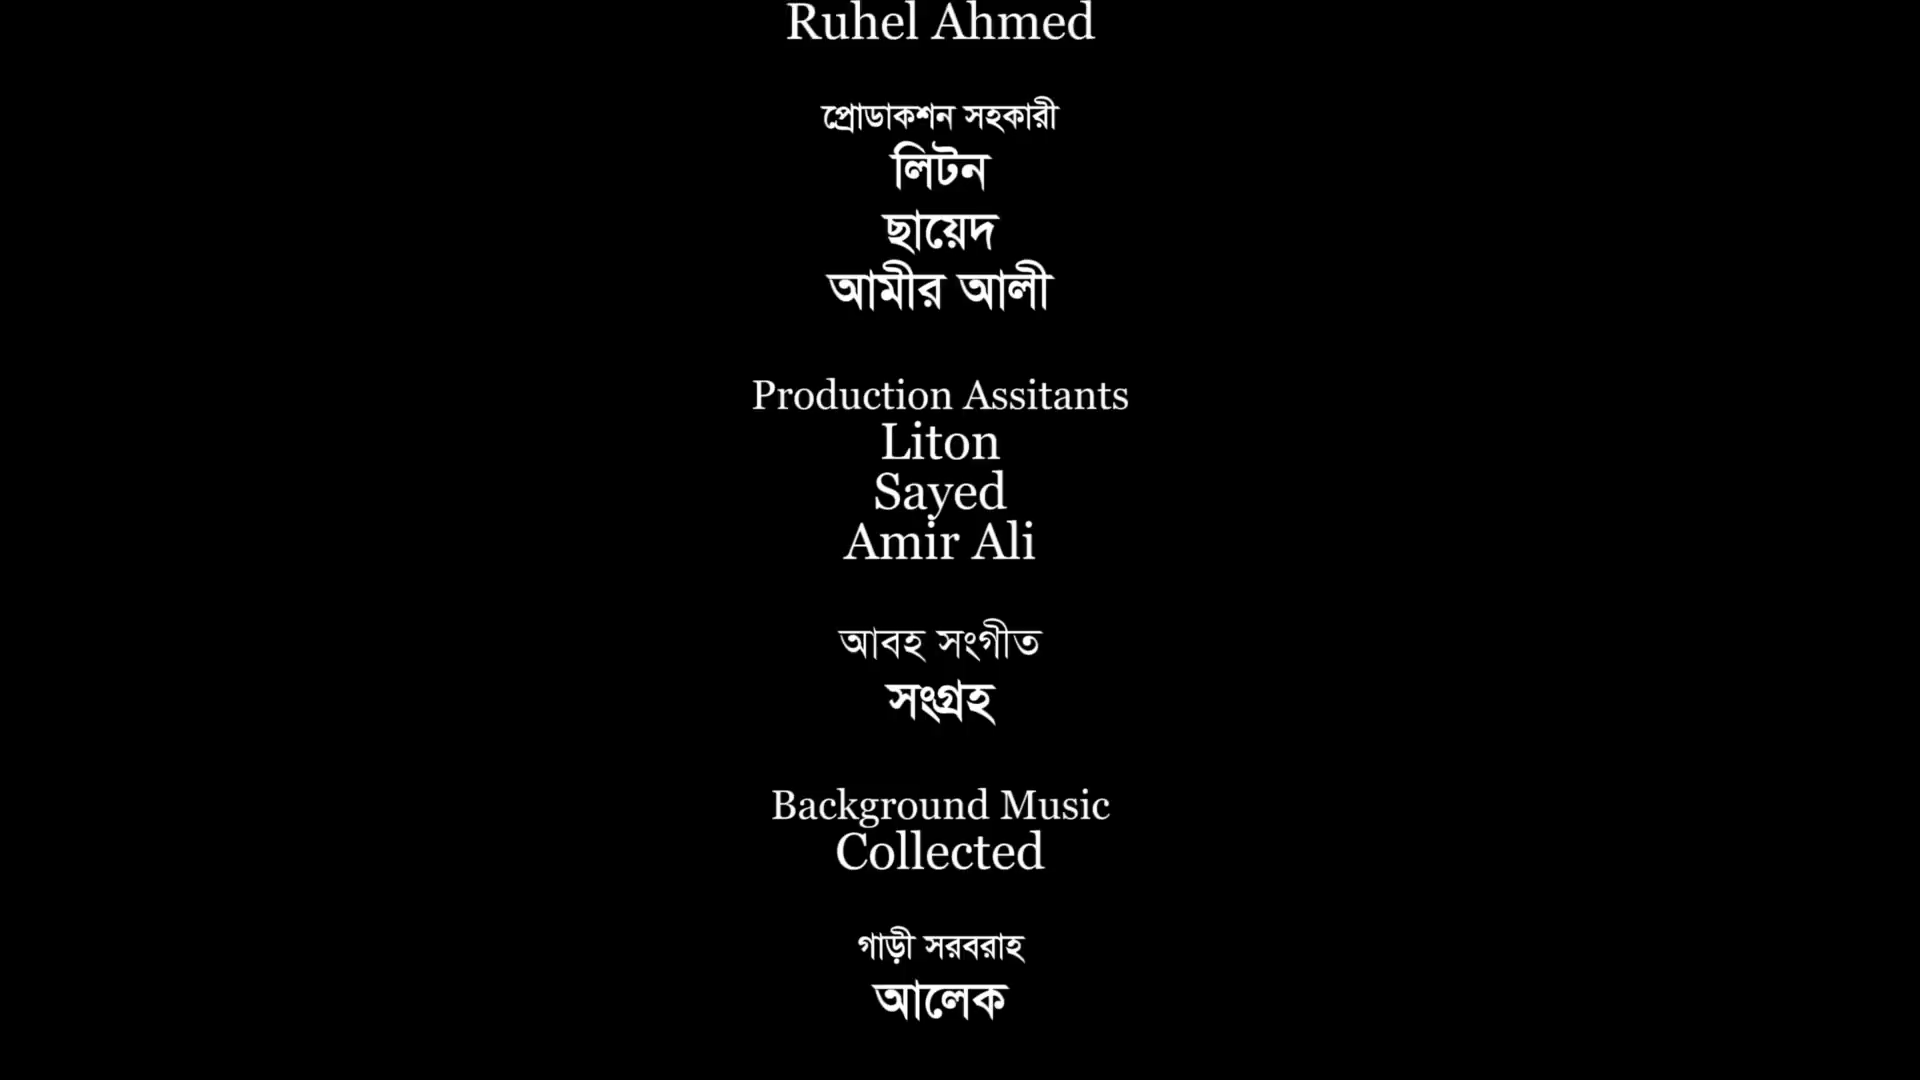 Ruhel Ahmed
প্রোডাকশন সহকারী
লিটন
ছায়েদ
আমীর আলী
Production Assitants
Liton
Sayed
Amir Ali
আবহ সংগীত
সংগ্রহ
Background Music
Collected
গাড়ী সরবরাহ
আলেক